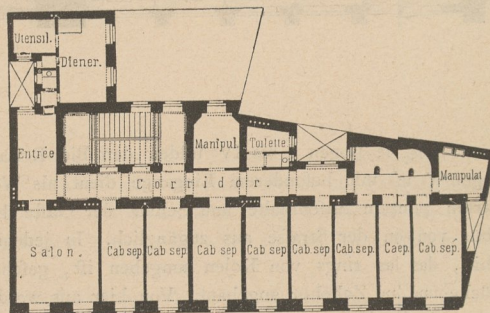 Utensil.
Diener.
Entrée
Manipul.
Toilette
Manipulat
Corridor.
Salon.
Cab sep.
Cab sep.
Cab sep.
Cab sep.
Cab sep.
Cab sep.
Caep.
Cab. sep.